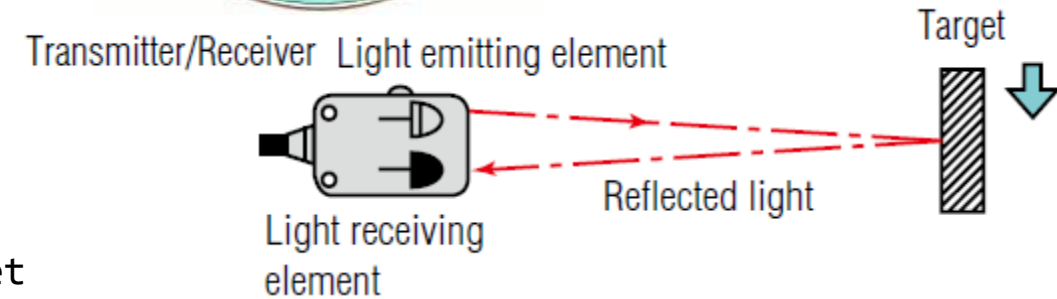 Target
Transmitter/Receiver Light emitting element
Reflected light
Light receiving
element